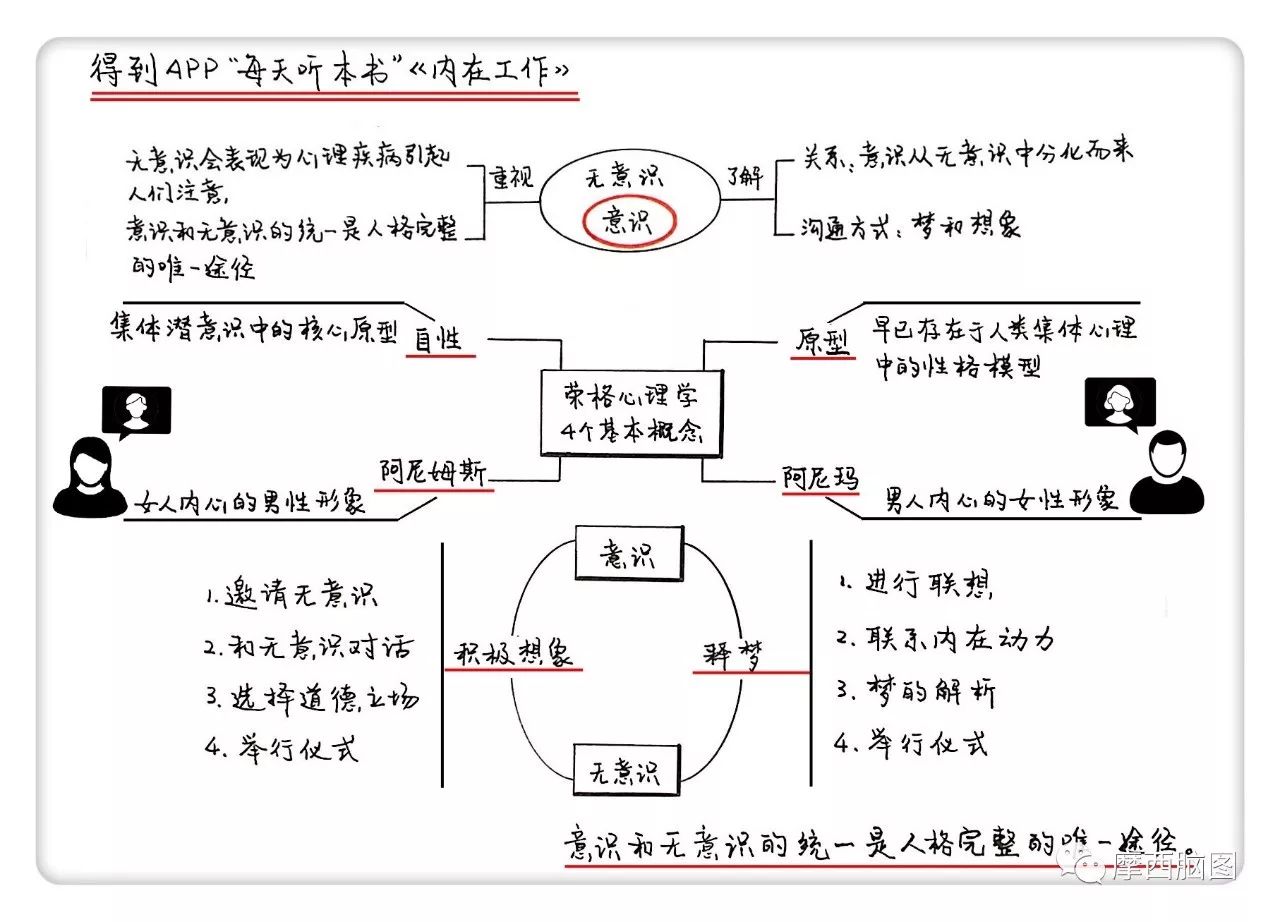 得到APP“每天听本书”《内在工作》
无意识会表现为心理疾病引起
人们注意,
意识和无意识的统一是人格完整
的唯一途径
重视
无意识
意识
了解
关系:意识从无意识中分化而来
沟通方式:梦和想象
集体潜意识中的核心原型
自性
原型
早已存在于人类集体心理
中的性格模型
荣格心理学
4个基本概念
阿尼姆斯
女人内心的男性形象
阿尼玛
男人内心的女性形象
1.邀请无意识
2.和无意识对话
3.选择道德立场
4.举行仪式
积极想象
意识
无意识
释梦
1.进行联想
2.联系内在动力
3.梦的解析
4.举行仪式
意识和无意识的统一是人格完整的唯一途径。
摩西脑图